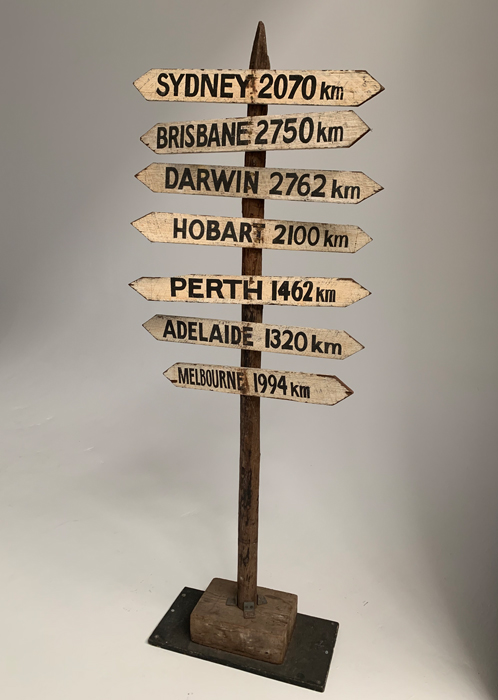 SYDNEY 2070 km
BRISBANE 2750 km
DARWIN 2762 km
HOBART 2100 km
PERTH 1462 km
ADELAIDE 1320 km
MELBOURNE 1994 km